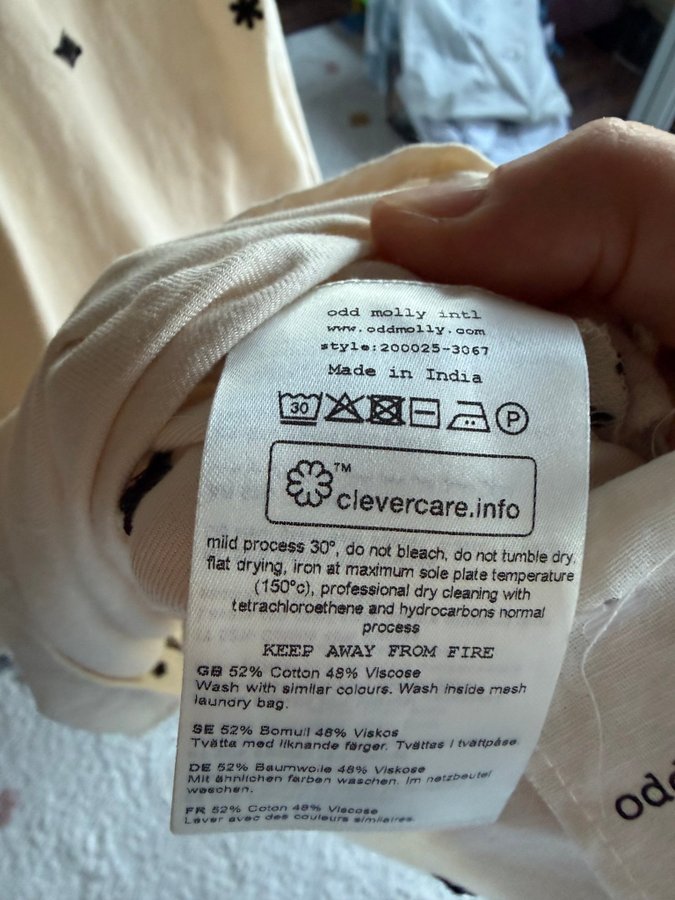 odd molly intl
www.oddmolly.com
style:200025-3067
Made in India
30 P
TM
clevercare.info
mild process 30°, do not bleach, do not tumble dry,
flat drying, iron at maximum sole plate temperature
(150°c), professional dry cleaning with
tetrachloroethene and hydrocarbons normal
process
KEEP AWAY FROM FIRE
GB 52% Cotton 48% Viscose
Wash with similar colours. Wash inside mesh
laundry bag.
SE 52% Bomull 48% Viskos
Tvätta med liknande färger. Tvättas i tvättpåse.
DE 52% Baumwolle 48% Viskose
Mit ähnlichen farben waschen. Im netzbeutel
waschen.
FR 52% Coton 48% Viscose
Laver avec des couleurs similaires.
odd